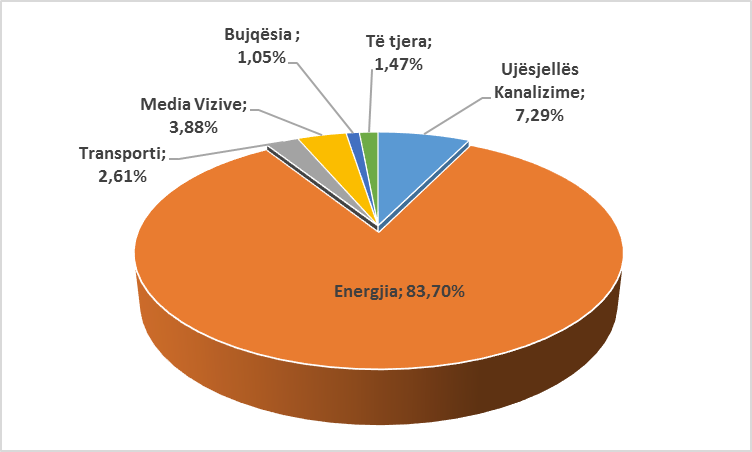 Bujqësia ;
1,05%
Të tjera;
1,47%
Ujësjellës
Kanalizime;
7,29%
Media Vizive;
3,88%
Transporti;
2,61%
Energjia; 83,70%